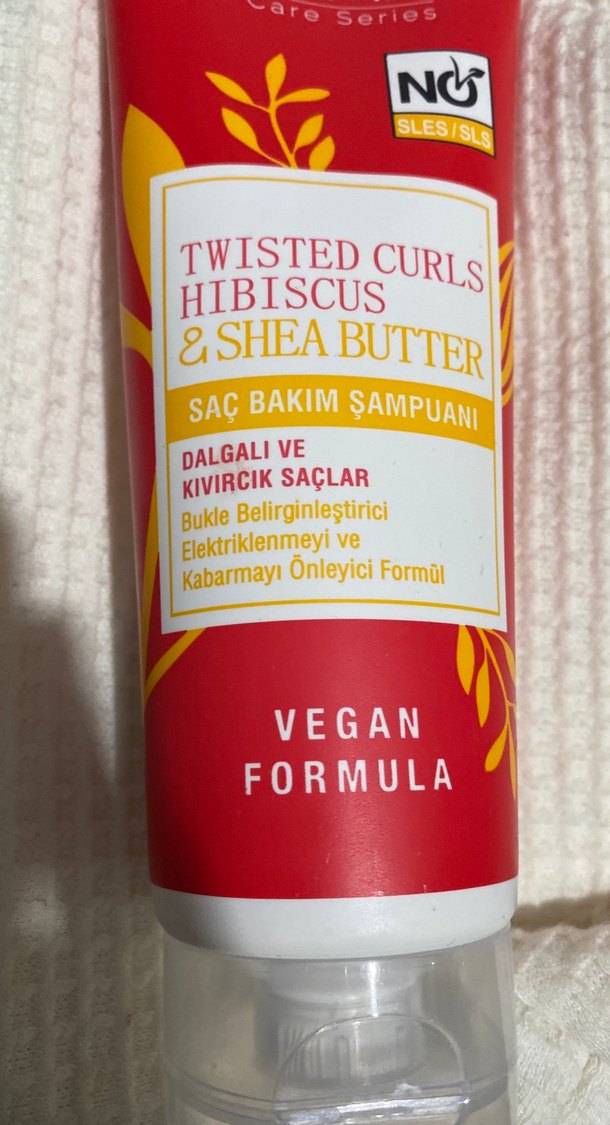 Care Series
NO
SLES / SLS
TWISTED CURLS
HIBISCUS
& SHEA BUTTER
SAÇ BAKIM ŞAMPUANI
DALGALI VE
KIVIRCIK SAÇLAR
Bukle Belirginleştirici
Elektriklenmeyi ve
Kabarmayı Önleyici Formül
VEGAN
FORMULA